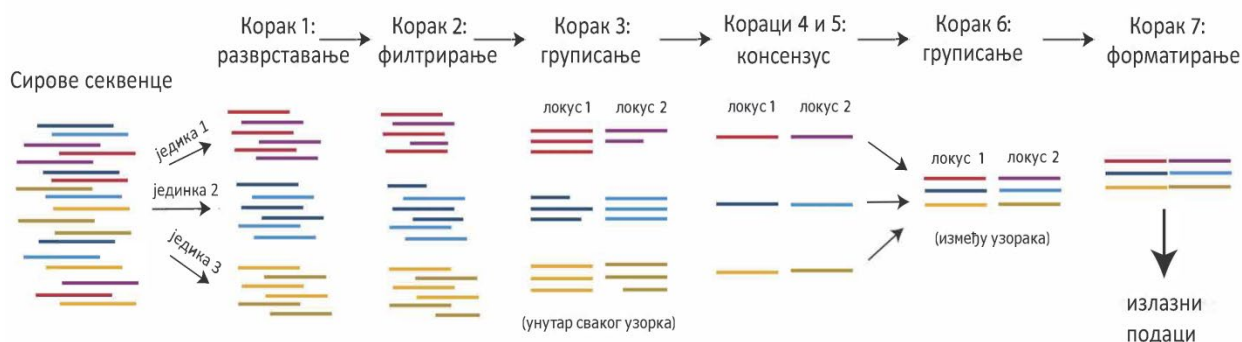 Сирове секвенце
једика 1
јединка 2
једика 3
Корак 1:
разврставање
Корак 2:
филтрирање
Корак 3:
груписање
локус 1 локус 2
(унутар сваког узорка)
Кораци 4 и 5:
консензус
локус 1 локус 2
Корак 6:
груписање
локус 1 локус 2
(између узорака)
Корак 7:
форматирање
излазни
подаци